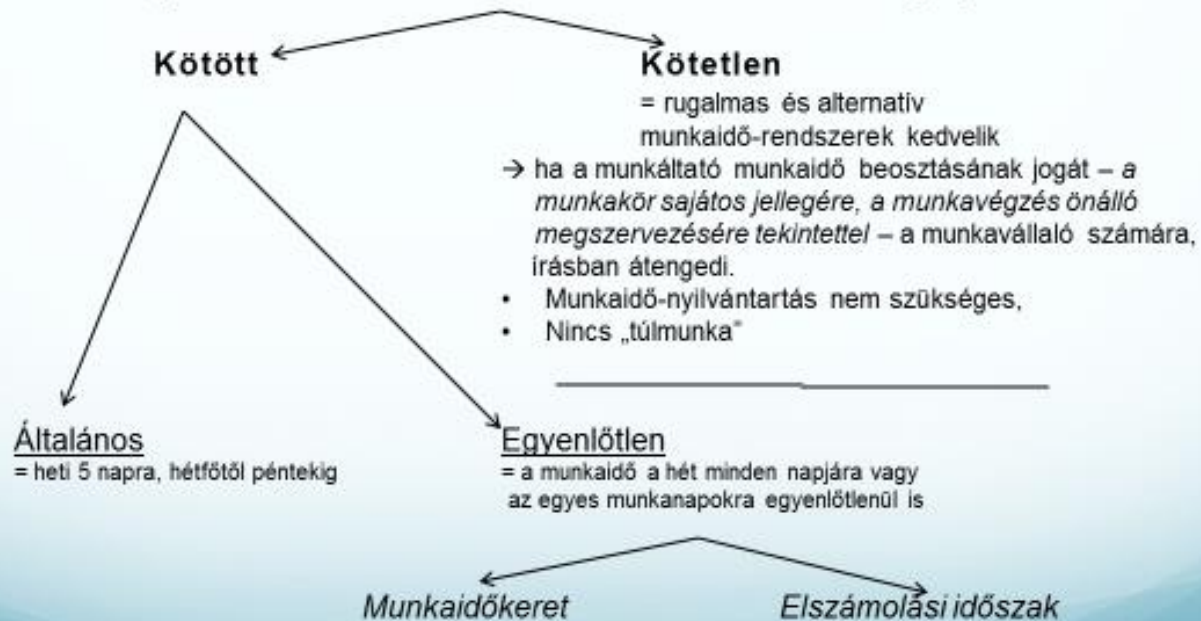 Kötött
Kötetlen
= rugalmas és alternatív
munkaidő-rendszerek kedvelik
→ ha a munkáltató munkaidő beosztásának jogát – a
munkakör sajátos jellegére, a munkavégzés önálló
megszervezésére tekintettel – a munkavállaló számára,
írásban átengedi.
• Munkaidő-nyilvántartás nem szükséges,
• Nincs „túlmunka”
Általános
= heti 5 napra, hétfőtől péntekig
Egyenlőtlen
= a munkaidő a hét minden napjára vagy
az egyes munkanapokra egyenlőtlenül is
Munkaidőkeret
Elszámolási időszak